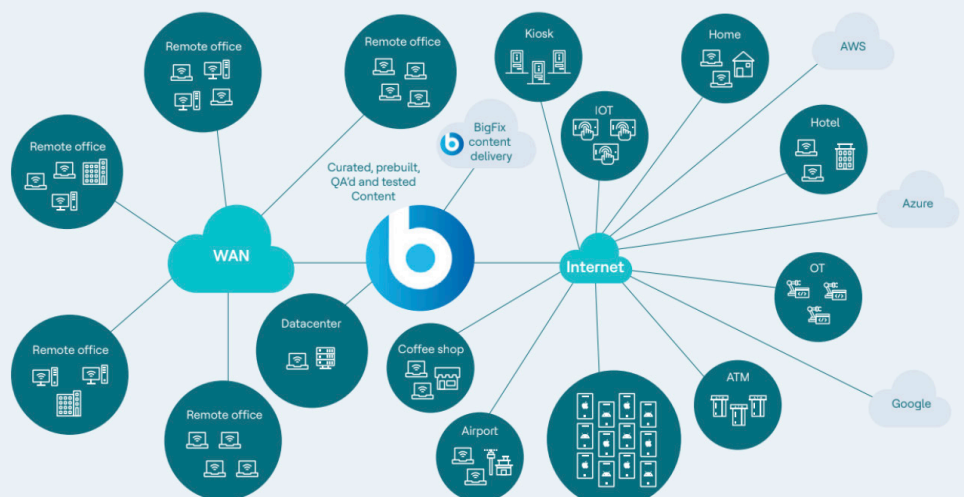 Remote office
Remote office
Kiosk
Home
AWS
IOT
BigFix
content
delivery
Hotel
Remote office
Curated, prebuilt,
QA'd and tested
Content
b
Azure
WAN
Internet
OT
Datacenter
Remote office
Coffee shop
ATM
Google
Remote office
Airport